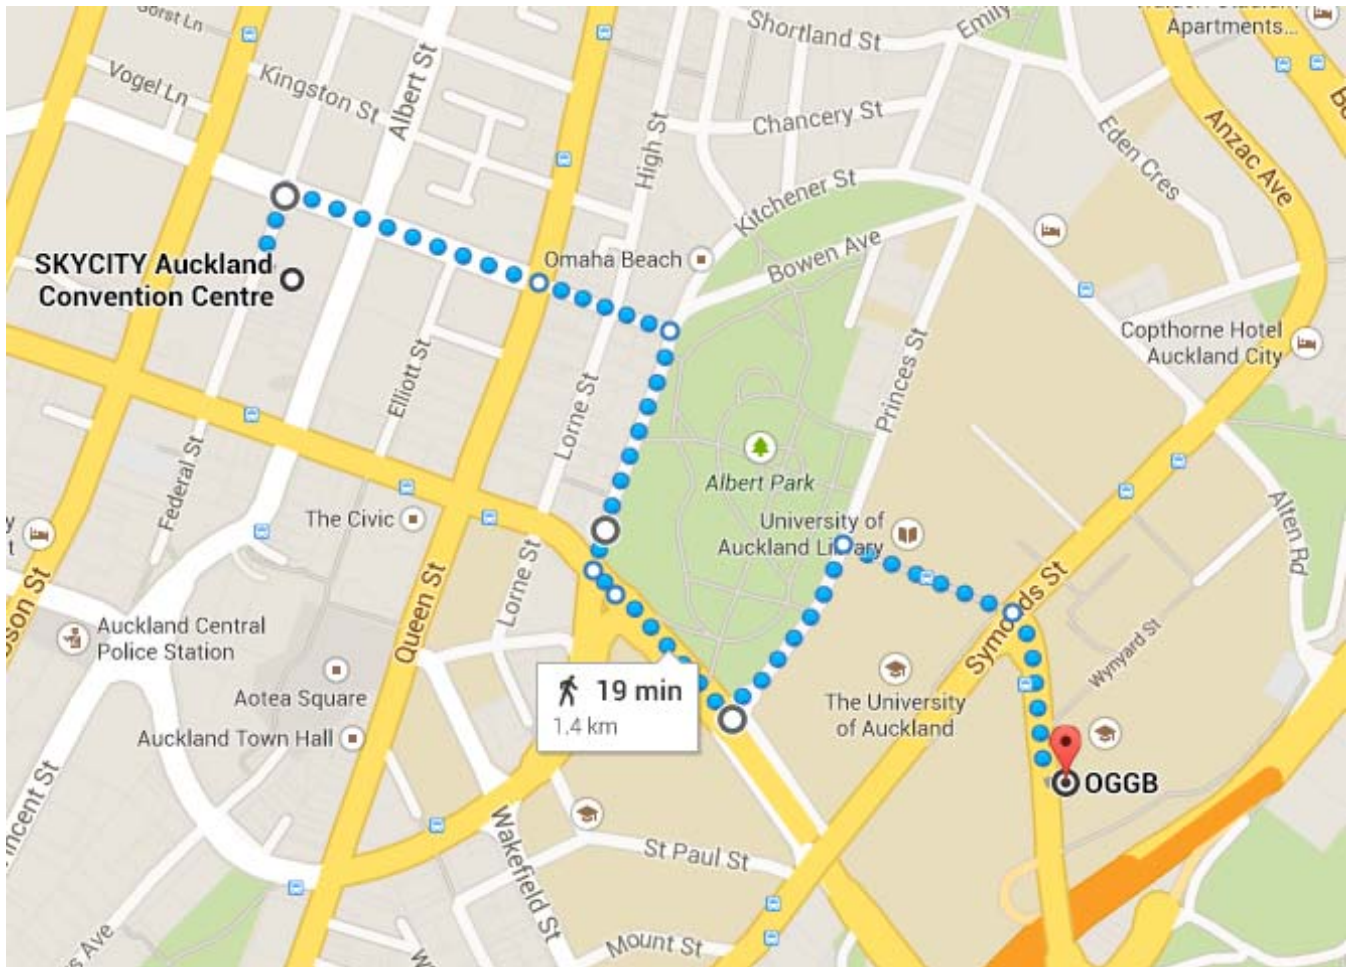 Gorst Ln
Vogel Ln
Kingston St
Albert St
High St
Shortland St
Emily
Apartments...
Chancery St
Eden Cres
Anzac Ave
Kitchener St
Bowen Ave
Omaha Beach
SKYCITY Auckland
Convention Centre
Copthorne Hotel
Auckland City
Elliott St
Lorne St
Princes St
Albert Park
Federal St
The Civic
University of
Auckland Library
Alten Rd
Lorne St
Queen St
Symonds St
Wynyard St
Auckland Central
Police Station
Aotea Square
Auckland Town Hall
19 min
1.4 km
The University
of Auckland
OGGB
Wakefield St
St Paul St
Mount St